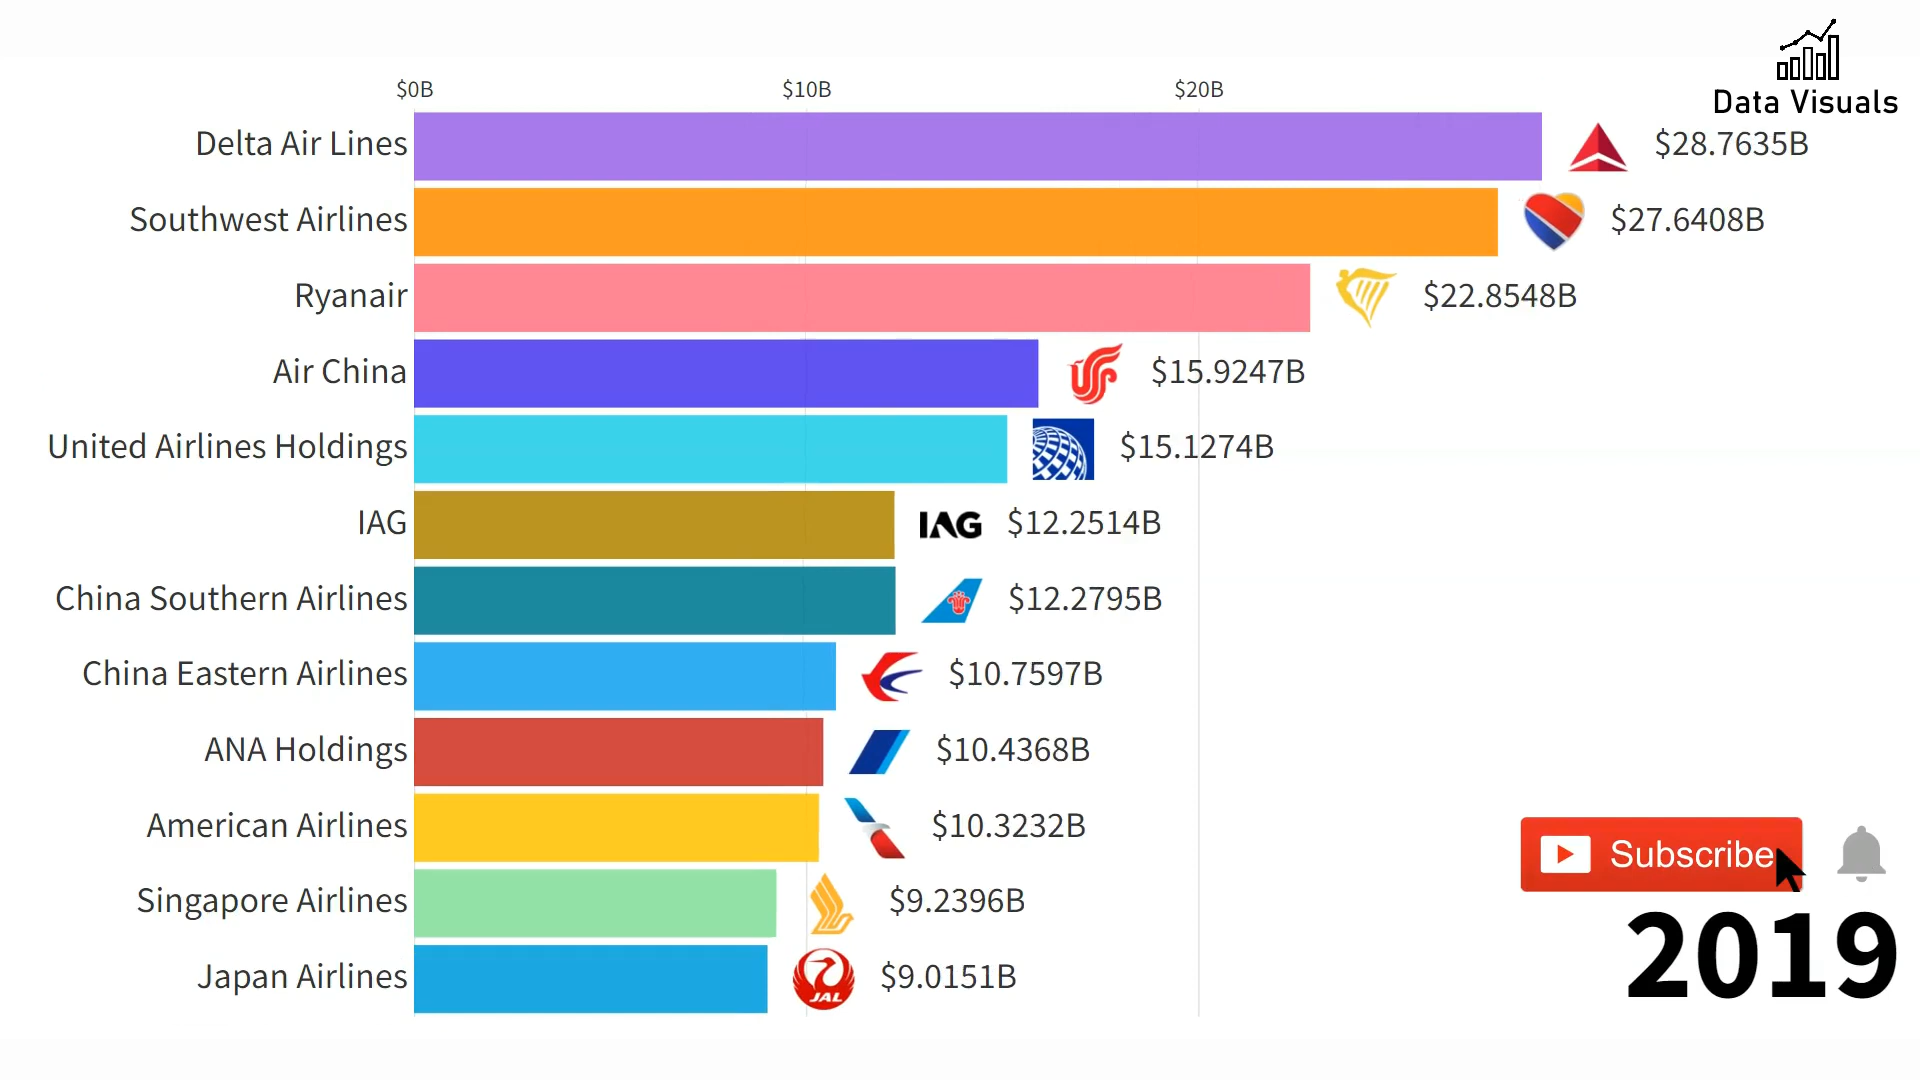 Data Visuals
$0B $10B $20B
Delta Air Lines $28.7635B
Southwest Airlines $27.6408B
Ryanair $22.8548B
Air China $15.9247B
United Airlines Holdings $15.1274B
IAG IAG $12.2514B
China Southern Airlines $12.2795B
China Eastern Airlines $10.7597B
ANA Holdings $10.4368B
American Airlines $10.3232B
Singapore Airlines $9.2396B
Japan Airlines JAL $9.0151B
Subscribe
2019